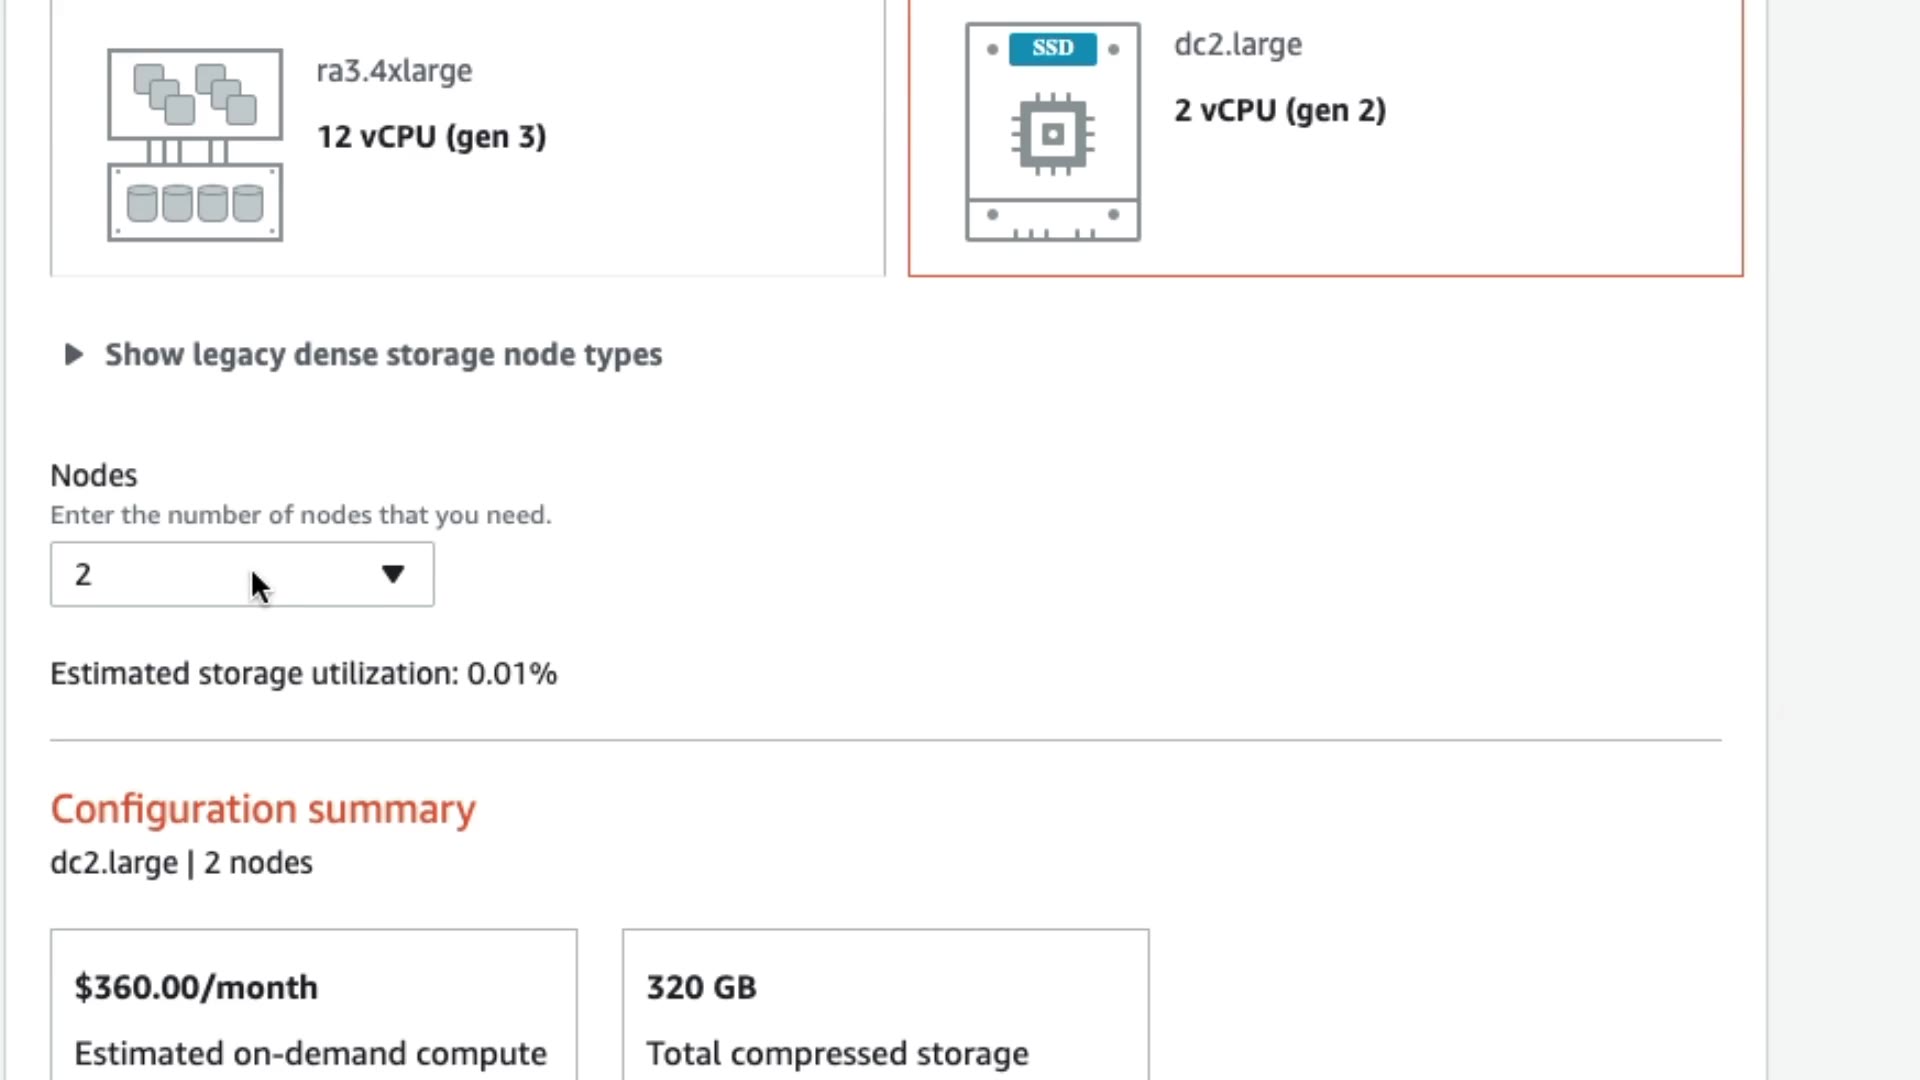 ra3.4xlarge
12 vCPU (gen 3)
SSD
dc2.large
2 vCPU (gen 2)
Show legacy dense storage node types
Nodes
Enter the number of nodes that you need.
2
Estimated storage utilization: 0.01%
Configuration summary
dc2.large | 2 nodes
$360.00/month
Estimated on-demand compute
320 GB
Total compressed storage